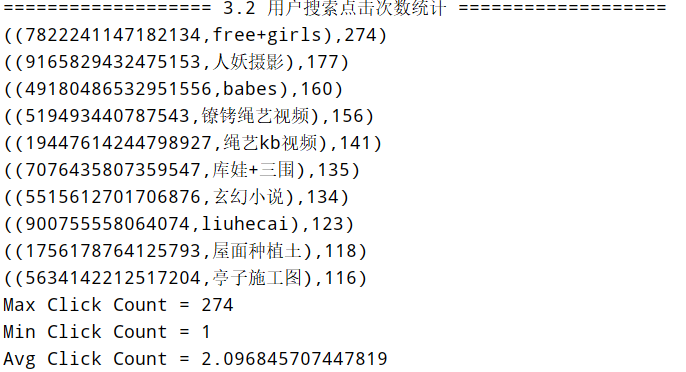 =================== 3.2 用户搜索点击次数统计 ===================
((7822241147182134,free+girls),274)
((9165829432475153,人妖摄影),177)
((49180486532951556,babes),160)
((519493440787543,镣铐绳艺视频),156)
((19447614244798927,绳艺kb视频),141)
((7076435807359547,库娃+三围),135)
((5515612701706876,玄幻小说),134)
((900755558064074,liuhecai),123)
((1756178764125793,屋面种植土),118)
((5634142212517204,亭子施工图),116)
Max Click Count = 274
Min Click Count = 1
Avg Click Count = 2.096845707447819